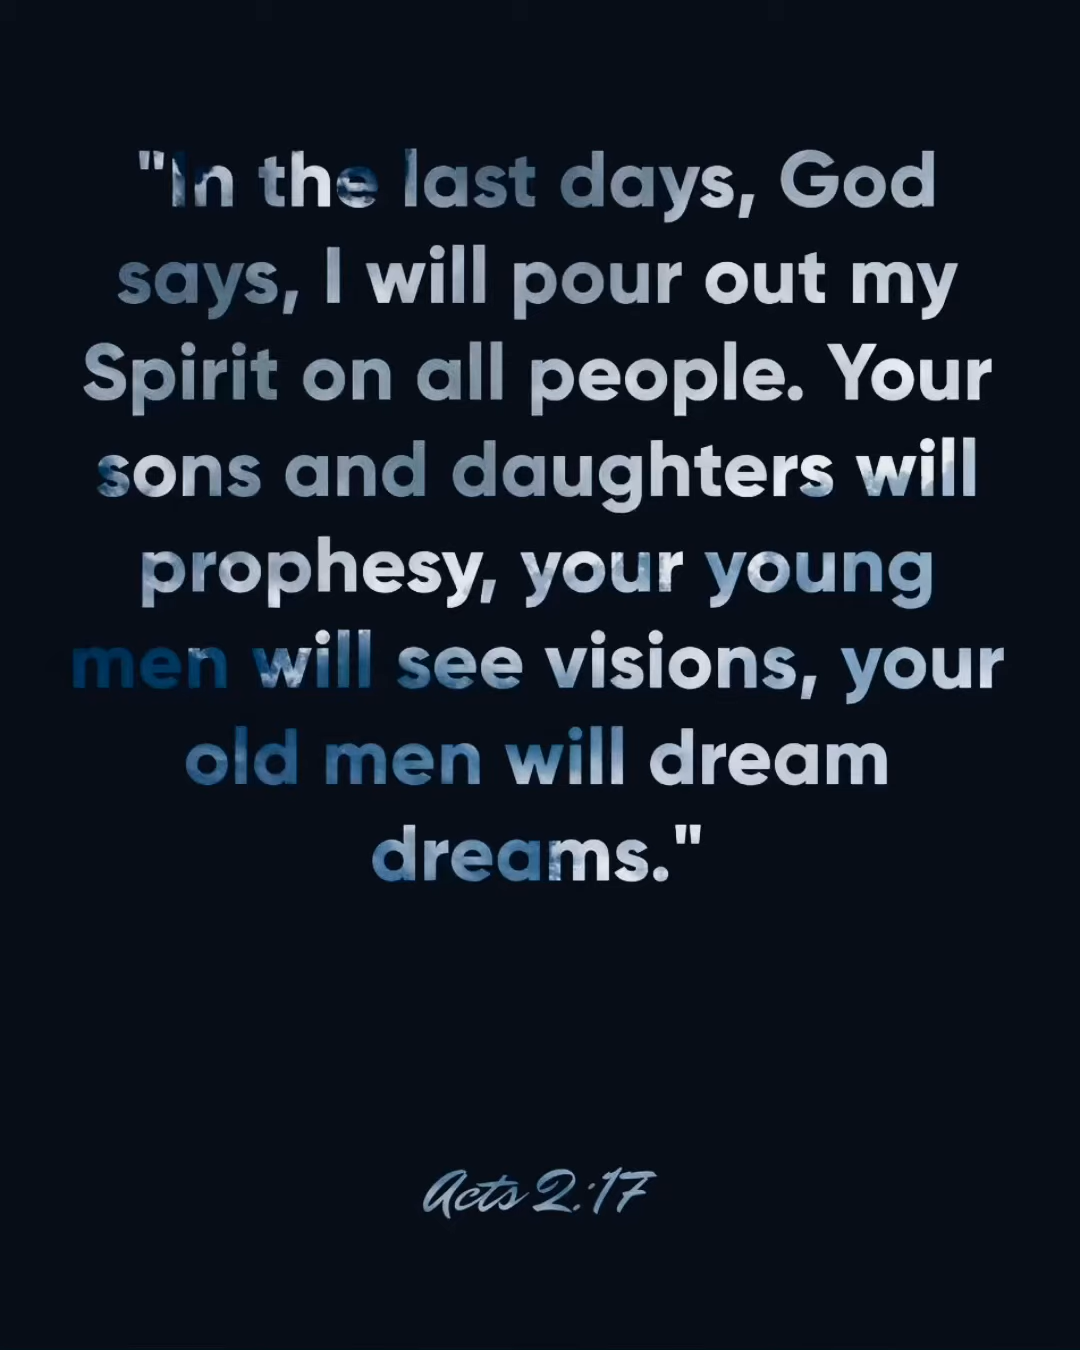 "In the last days, God
says, I will pour out my
Spirit on all people. Your
sons and daughters will
prophesy, your young
men will see visions, your
old men will dream
dreams."
Acts 2:17